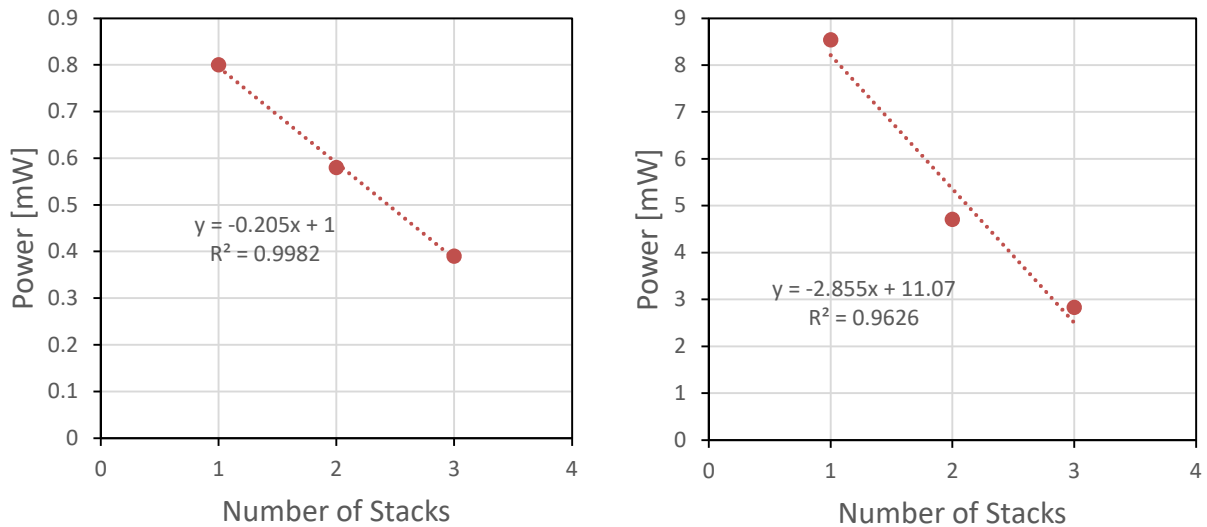 0.9
0.8
0.7
0.6
0.5
0.4
0.3
0.2
0.1
0
Power [mW]
y = -0.205x + 1
R² = 0.9982
0 1 2 3 4
Number of Stacks
9
8
7
6
5
4
3
2
1
0
Power [mW]
y = -2.855x + 11.07
R² = 0.9626
0 1 2 3 4
Number of Stacks